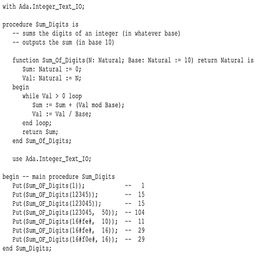 with Ada.Integer_Text_IO;
procedure Sum_Digits is
-- sums the digits of an integer (in whatever base)
-- outputs the sum (in base 10)
function Sum_Of_Digits(N: Natural; Base: Natural := 10) return Natural is
Sum: Natural := 0;
Val: Natural := N;
begin
while Val > 0 loop
Sum := Sum + (Val mod Base);
Val := Val / Base;
end loop;
return Sum;
end Sum_Of_Digits;
use Ada.Integer_Text_IO;
begin -- main procedure Sum_Digits
Put(Sum_OF_Digits(1)); -- 1
Put(Sum_OF_Digits(12345)); -- 15
Put(Sum_OF_Digits(123045)); -- 15
Put(Sum_OF_Digits(123045, 50)); -- 104
Put(Sum_OF_Digits(16#fe#, 10)); -- 11
Put(Sum_OF_Digits(16#fe#, 16)); -- 29
Put(Sum_OF_Digits(16#f0e#, 16)); -- 29
end Sum_Digits;